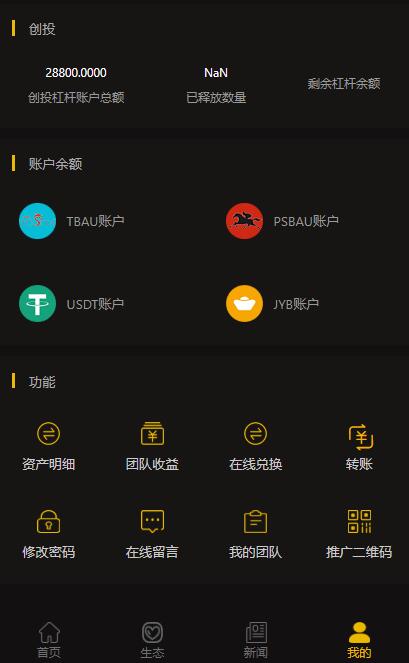 创投
28800.0000 NaN
创投杠杆账户总额 已释放数量 剩余杠杆余额
账户余额
TBAU账户 PSBAU账户
USDT账户 JYB账户
功能
资产明细 团队收益 在线兑换 转账
修改密码 在线留言 我的团队 推广二维码
首页 生态 新闻 我的